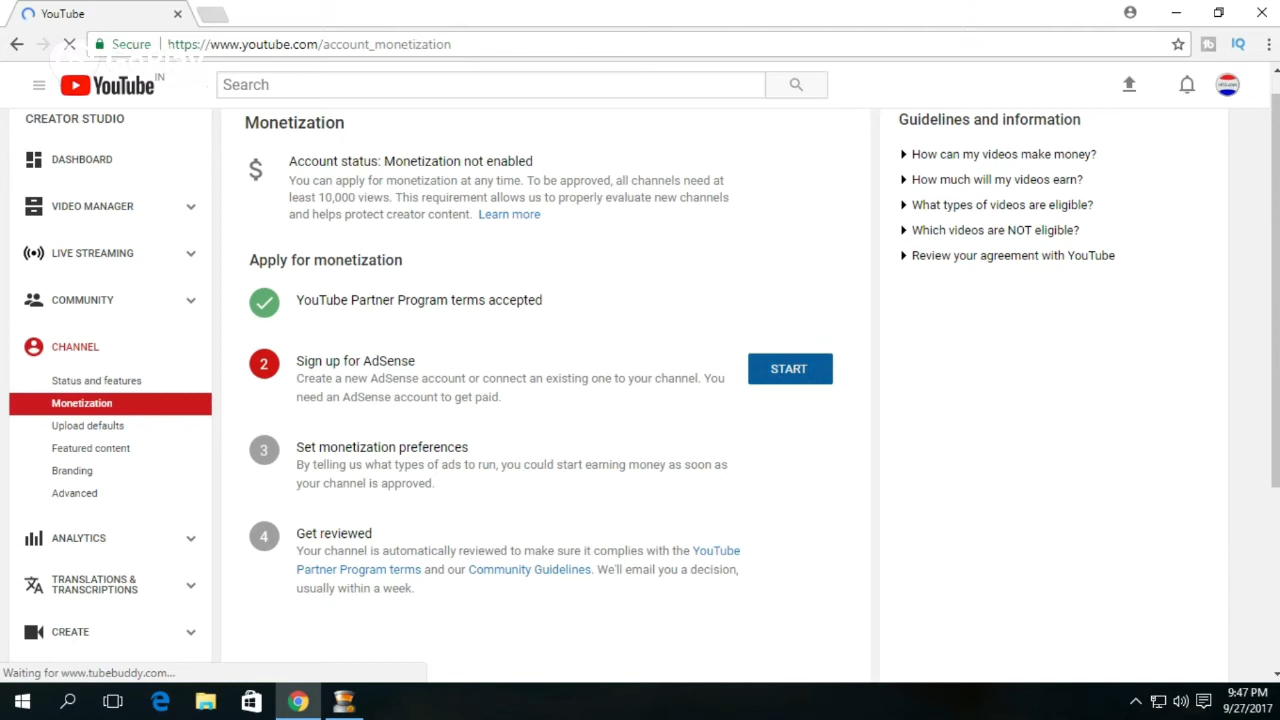 YouTube
Secure https://www.youtube.com/account_monetization
IQ
YouTube IN
Search
CREATOR STUDIO
DASHBOARD
VIDEO MANAGER
LIVE STREAMING
COMMUNITY
CHANNEL
Status and features
Monetization
Upload defaults
Featured content
Branding
Advanced
ANALYTICS
TRANSLATIONS &
TRANSCRIPTIONS
CREATE
Monetization
$
Account status: Monetization not enabled
You can apply for monetization at any time. To be approved, all channels need at
least 10,000 views. This requirement allows us to properly evaluate new channels
and helps protect creator content. Learn more
Apply for monetization
YouTube Partner Program terms accepted
2
Sign up for AdSense
Create a new AdSense account or connect an existing one to your channel. You
need an AdSense account to get paid.
START
3
Set monetization preferences
By telling us what types of ads to run, you could start earning money as soon as
your channel is approved.
4
Get reviewed
Your channel is automatically reviewed to make sure it complies with the YouTube
Partner Program terms and our Community Guidelines. We'll email you a decision,
usually within a week.
Guidelines and information
How can my videos make money?
How much will my videos earn?
What types of videos are eligible?
Which videos are NOT eligible?
Review your agreement with YouTube
Waiting for www.tubebuddy.com...
9:47 PM
9/27/2017